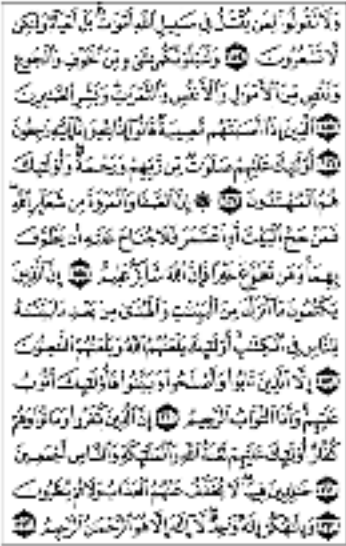 وَلَا تَقُولُوا لِمَن يُقْتَلُ فِي سَبِيلِ اللَّهِ أَمْوَاتٌ بَلْ أَحْيَاءٌ وَلَٰكِن
لَّا تَشْعُرُونَ ﴿١٥٤﴾ وَلَنَبْلُوَنَّكُم بِشَيْءٍ مِّنَ الْخَوْفِ وَالْجُوعِ
وَنَقْصٍ مِّنَ الْأَمْوَالِ وَالْأَنفُسِ وَالثَّمَرَاتِ وَبَشِّرِ الصَّابِرِينَ
﴿١٥٥﴾ الَّذِينَ إِذَا أَصَابَتْهُم مُّصِيبَةٌ قَالُوا إِنَّا لِلَّهِ وَإِنَّا إِلَيْهِ رَاجِعُونَ
﴿١٥٦﴾ أُولَٰئِكَ عَلَيْهِمْ صَلَوَاتٌ مِّن رَّبِّهِمْ وَرَحْمَةٌ وَأُولَٰئِكَ
هُمُ الْمُهْتَدُونَ ﴿١٥٧﴾ ۞ إِنَّ الصَّفَا وَالْمَرْوَةَ مِن شَعَائِرِ اللَّهِ
فَمَنْ حَجَّ الْبَيْتَ أَوِ اعْتَمَرَ فَلَا جُنَاحَ عَلَيْهِ أَن يَطَّوَّفَ
بِهِمَا وَمَن تَطَوَّعَ خَيْرًا فَإِنَّ اللَّهَ شَاكِرٌ عَلِيمٌ ﴿١٥٨﴾ إِنَّ الَّذِينَ
يَكْتُمُونَ مَا أَنزَلْنَا مِنَ الْبَيِّنَاتِ وَالْهُدَىٰ مِن بَعْدِ مَا بَيَّنَّاهُ
لِلنَّاسِ فِي الْكِتَابِ أُولَٰئِكَ يَلْعَنُهُمُ اللَّهُ وَيَلْعَنُهُمُ اللَّاعِنُونَ
﴿١٥٩﴾ إِلَّا الَّذِينَ تَابُوا وَأَصْلَحُوا وَبَيَّنُوا فَأُولَٰئِكَ أَتُوبُ
عَلَيْهِمْ وَأَنَا التَّوَّابُ الرَّحِيمُ ﴿١٦٠﴾ إِنَّ الَّذِينَ كَفَرُوا وَمَاتُوا وَهُمْ
كُفَّارٌ أُولَٰئِكَ عَلَيْهِمْ لَعْنَةُ اللَّهِ وَالْمَلَائِكَةِ وَالنَّاسِ أَجْمَعِينَ
﴿١٦١﴾ خَالِدِينَ فِيهَا لَا يُخَفَّفُ عَنْهُمُ الْعَذَابُ وَلَا هُمْ يُنظَرُونَ
﴿١٦٢﴾ وَإِلَٰهُكُمْ إِلَٰهٌ وَاحِدٌ لَّا إِلَٰهَ إِلَّا هُوَ الرَّحْمَٰنُ الرَّحِيمُ ﴿١٦٣﴾